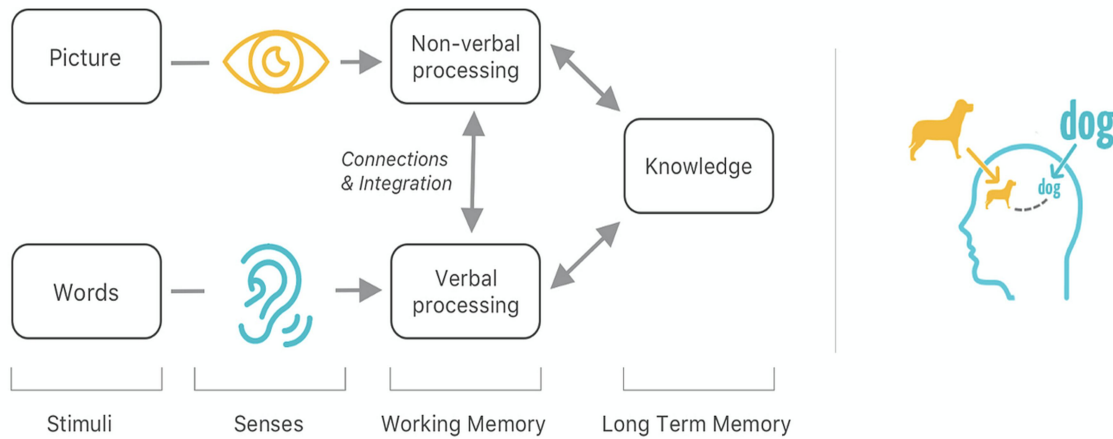 Picture
Non-verbal
processing
Connections
& Integration
Knowledge
Words
Verbal
processing
Stimuli
Senses
Working Memory
Long Term Memory
dog
dog